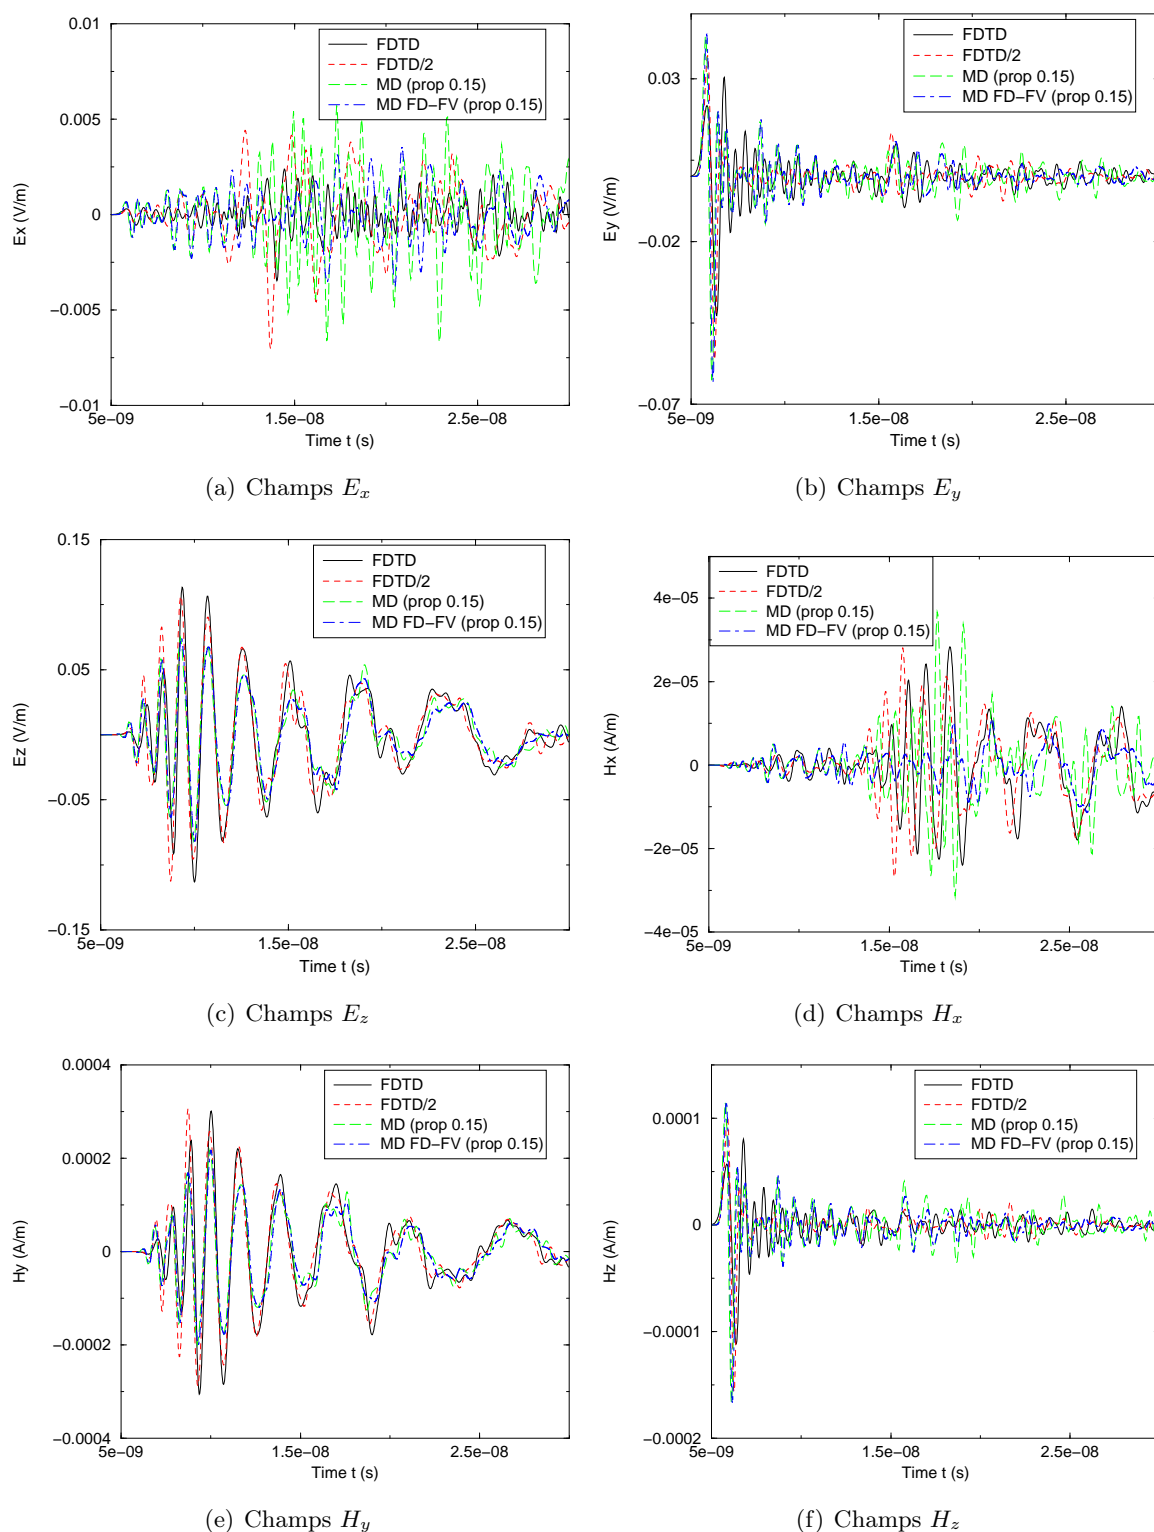 0.01
0.005
0
−0.005
−0.01
5e−09 1.5e−08 2.5e−08
Time t (s)
Ex (V/m)
FDTD
FDTD/2
MD (prop 0.15)
MD FD−FV (prop 0.15)
(a) Champs Ex
0.03
−0.02
−0.07
5e−09 1.5e−08 2.5e−08
Time t (s)
Ey (V/m)
FDTD
FDTD/2
MD (prop 0.15)
MD FD−FV (prop 0.15)
(b) Champs Ey
0.15
0.05
−0.05
−0.15
5e−09 1.5e−08 2.5e−08
Time t (s)
Ez (V/m)
FDTD
FDTD/2
MD (prop 0.15)
MD FD−FV (prop 0.15)
(c) Champs Ez
4e−05
2e−05
0
−2e−05
−4e−05
5e−09 1.5e−08 2.5e−08
Time t (s)
Hx (A/m)
FDTD
FDTD/2
MD (prop 0.15)
MD FD−FV (prop 0.15)
(d) Champs Hx
0.0004
0.0002
0
−0.0002
−0.0004
5e−09 1.5e−08 2.5e−08
Time t (s)
Hy (A/m)
FDTD
FDTD/2
MD (prop 0.15)
MD FD−FV (prop 0.15)
(e) Champs Hy
0.0001
0
−0.0001
−0.0002
5e−09 1.5e−08 2.5e−08
Time t (s)
Hz (A/m)
FDTD
FDTD/2
MD (prop 0.15)
MD FD−FV (prop 0.15)
(f) Champs Hz